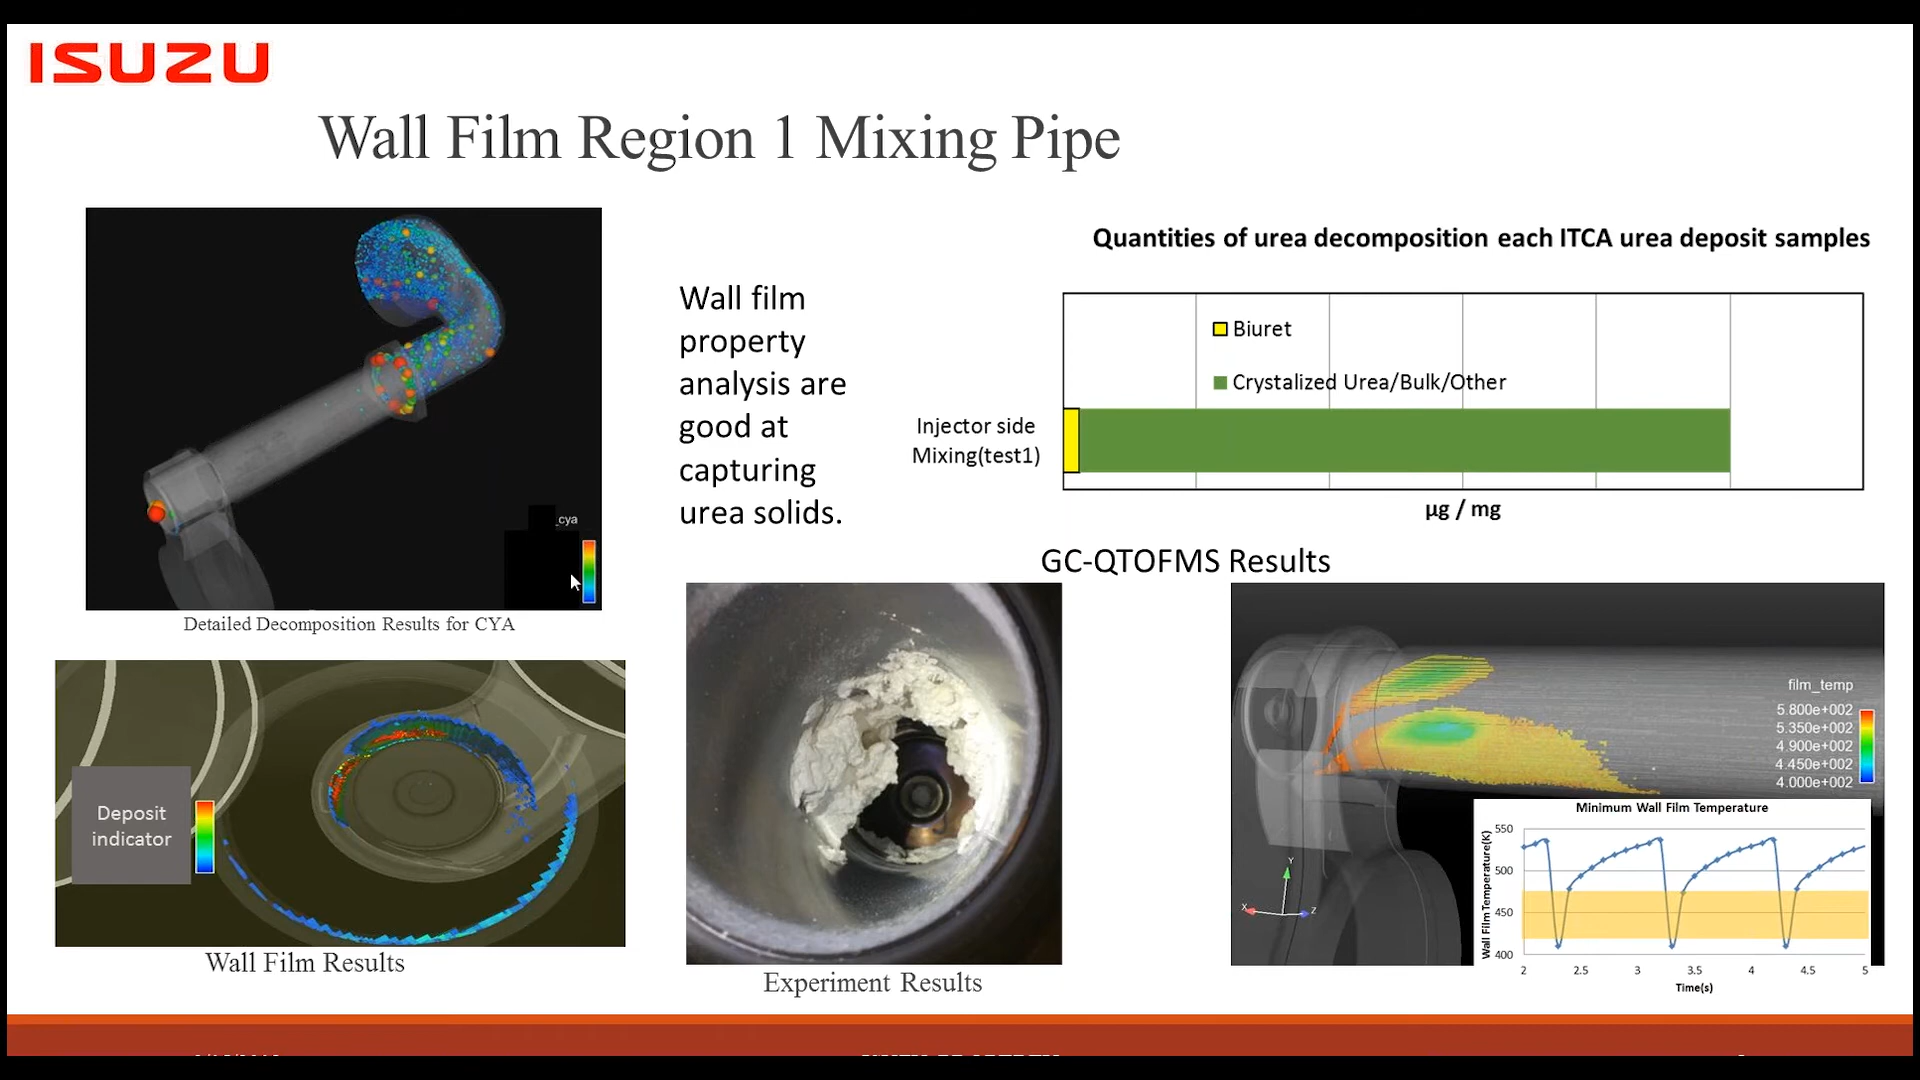 ISUZU
Wall Film Region 1 Mixing Pipe
_cya
Detailed Decomposition Results for CYA
Wall film
property
analysis are
good at
capturing
urea solids.
Quantities of urea decomposition each ITCA urea deposit samples
Biuret
Crystalized Urea/Bulk/Other
Injector side
Mixing(test1)
µg / mg
GC-QTOFMS Results
Deposit
indicator
Wall Film Results
Experiment Results
film_temp
5.800e+002
5.350e+002
4.900e+002
4.450e+002
4.000e+002
Y
X
Z
Minimum Wall Film Temperature
Wall Film Temperature(K)
550
500
450
400
2 2.5 3 3.5 4 4.5 5
Time(s)